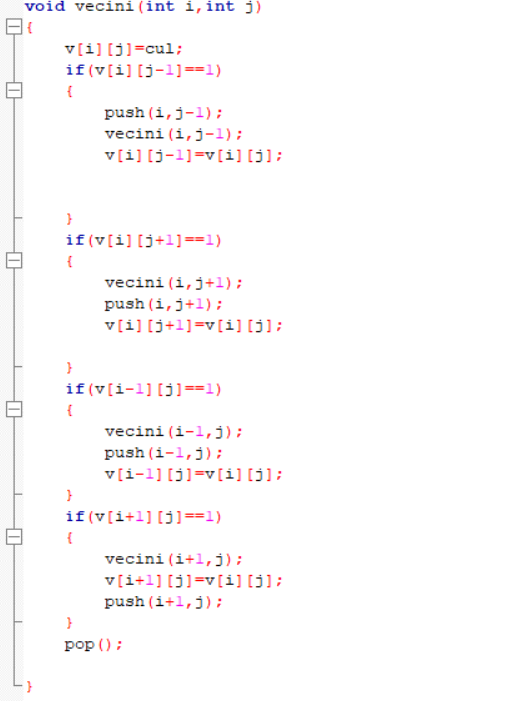 void vecini(int i,int j)
{
v[i][j]=cul;
if(v[i][j-1]==1)
{
push(i,j-1);
vecini(i,j-1);
v[i][j-1]=v[i][j];
}
if(v[i][j+1]==1)
{
vecini(i,j+1);
push(i,j+1);
v[i][j+1]=v[i][j];
}
if(v[i-1][j]==1)
{
vecini(i-1,j);
push(i-1,j);
v[i-1][j]=v[i][j];
}
if(v[i+1][j]==1)
{
vecini(i+1,j);
v[i+1][j]=v[i][j];
push(i+1,j);
}
pop();
}